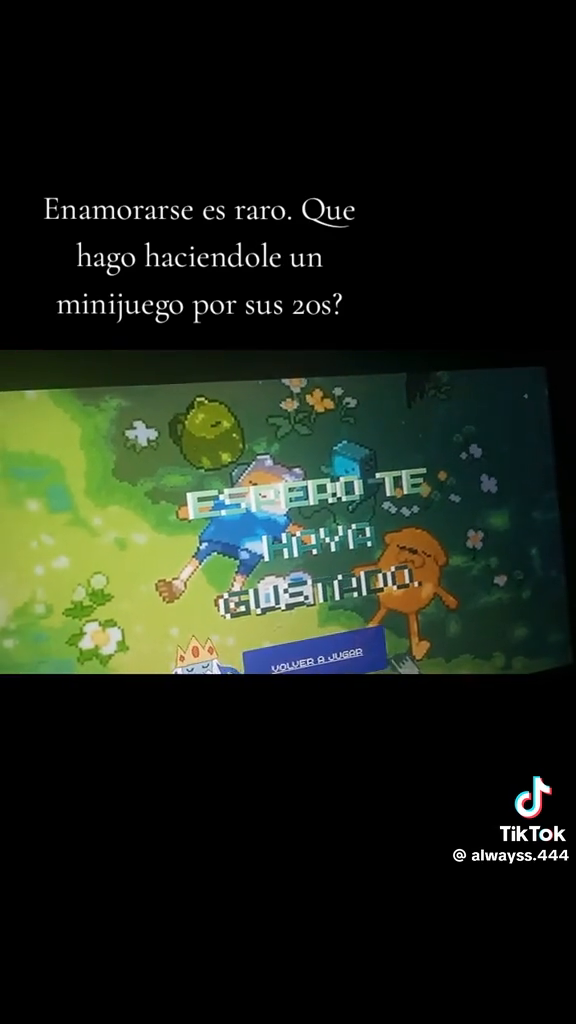 Enamorarse es raro. Que
hago haciendole un
minijuego por sus 20s?
ESPERO TE
HAYA
GUSTADO.
VOLVER A JUGAR
TikTok
@ alwayss.444